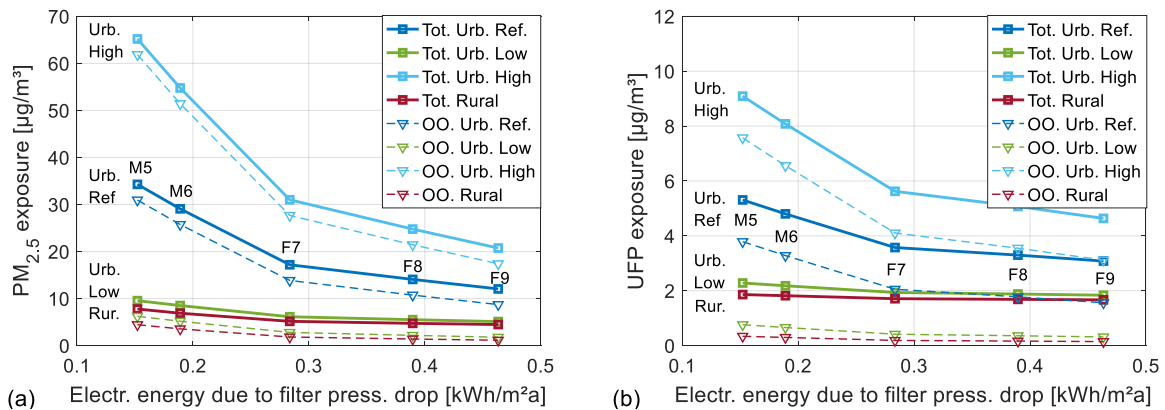 70
60
50
40
30
20
10
0
PM2.5 exposure [µg/m³]
Urb.
High
Urb.
Ref
Urb.
Low
Rur.
M5
M6
F7
F8
F9
Tot. Urb. Ref.
Tot. Urb. Low
Tot. Urb. High
Tot. Rural
OO. Urb. Ref.
OO. Urb. Low
OO. Urb. High
OO. Rural
0.1 0.2 0.3 0.4 0.5
(a) Electr. energy due to filter press. drop [kWh/m²a]
12
10
8
6
4
2
0
UFP exposure [µg/m³]
Urb.
High
Urb.
Ref
M5
M6
Urb.
Low
Rur.
F7
F8
F9
Tot. Urb. Ref.
Tot. Urb. Low
Tot. Urb. High
Tot. Rural
OO. Urb. Ref.
OO. Urb. Low
OO. Urb. High
OO. Rural
0.1 0.2 0.3 0.4 0.5
(b) Electr. energy due to filter press. drop [kWh/m²a]